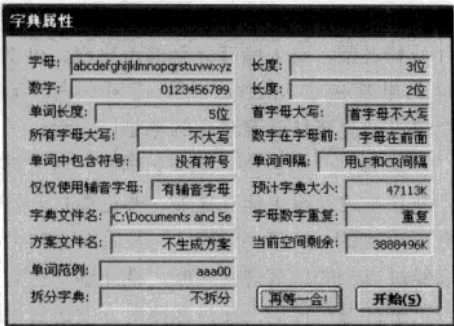 字典属性
字母: abcdefghijklmnopqrstuvwxyz 长度: 3位
数字: 0123456789 长度: 2位
单词长度: 5位 首字母大写: 首字母不大写
所有字母大写: 不大写 数字在字母前: 字母在前面
单词中包含符号: 没有符号 单词间隔: 用LF和CR间隔
仅仅使用辅音字母: 有辅音字母 预计字典大小: 47113K
字典文件名: C:\Documents and Se 字母数字重复: 重复
方案文件名: 不生成方案 当前空间剩余: 3888496K
单词范例: aaa00
拆分字典: 不拆分 再等一会! 开始(S)